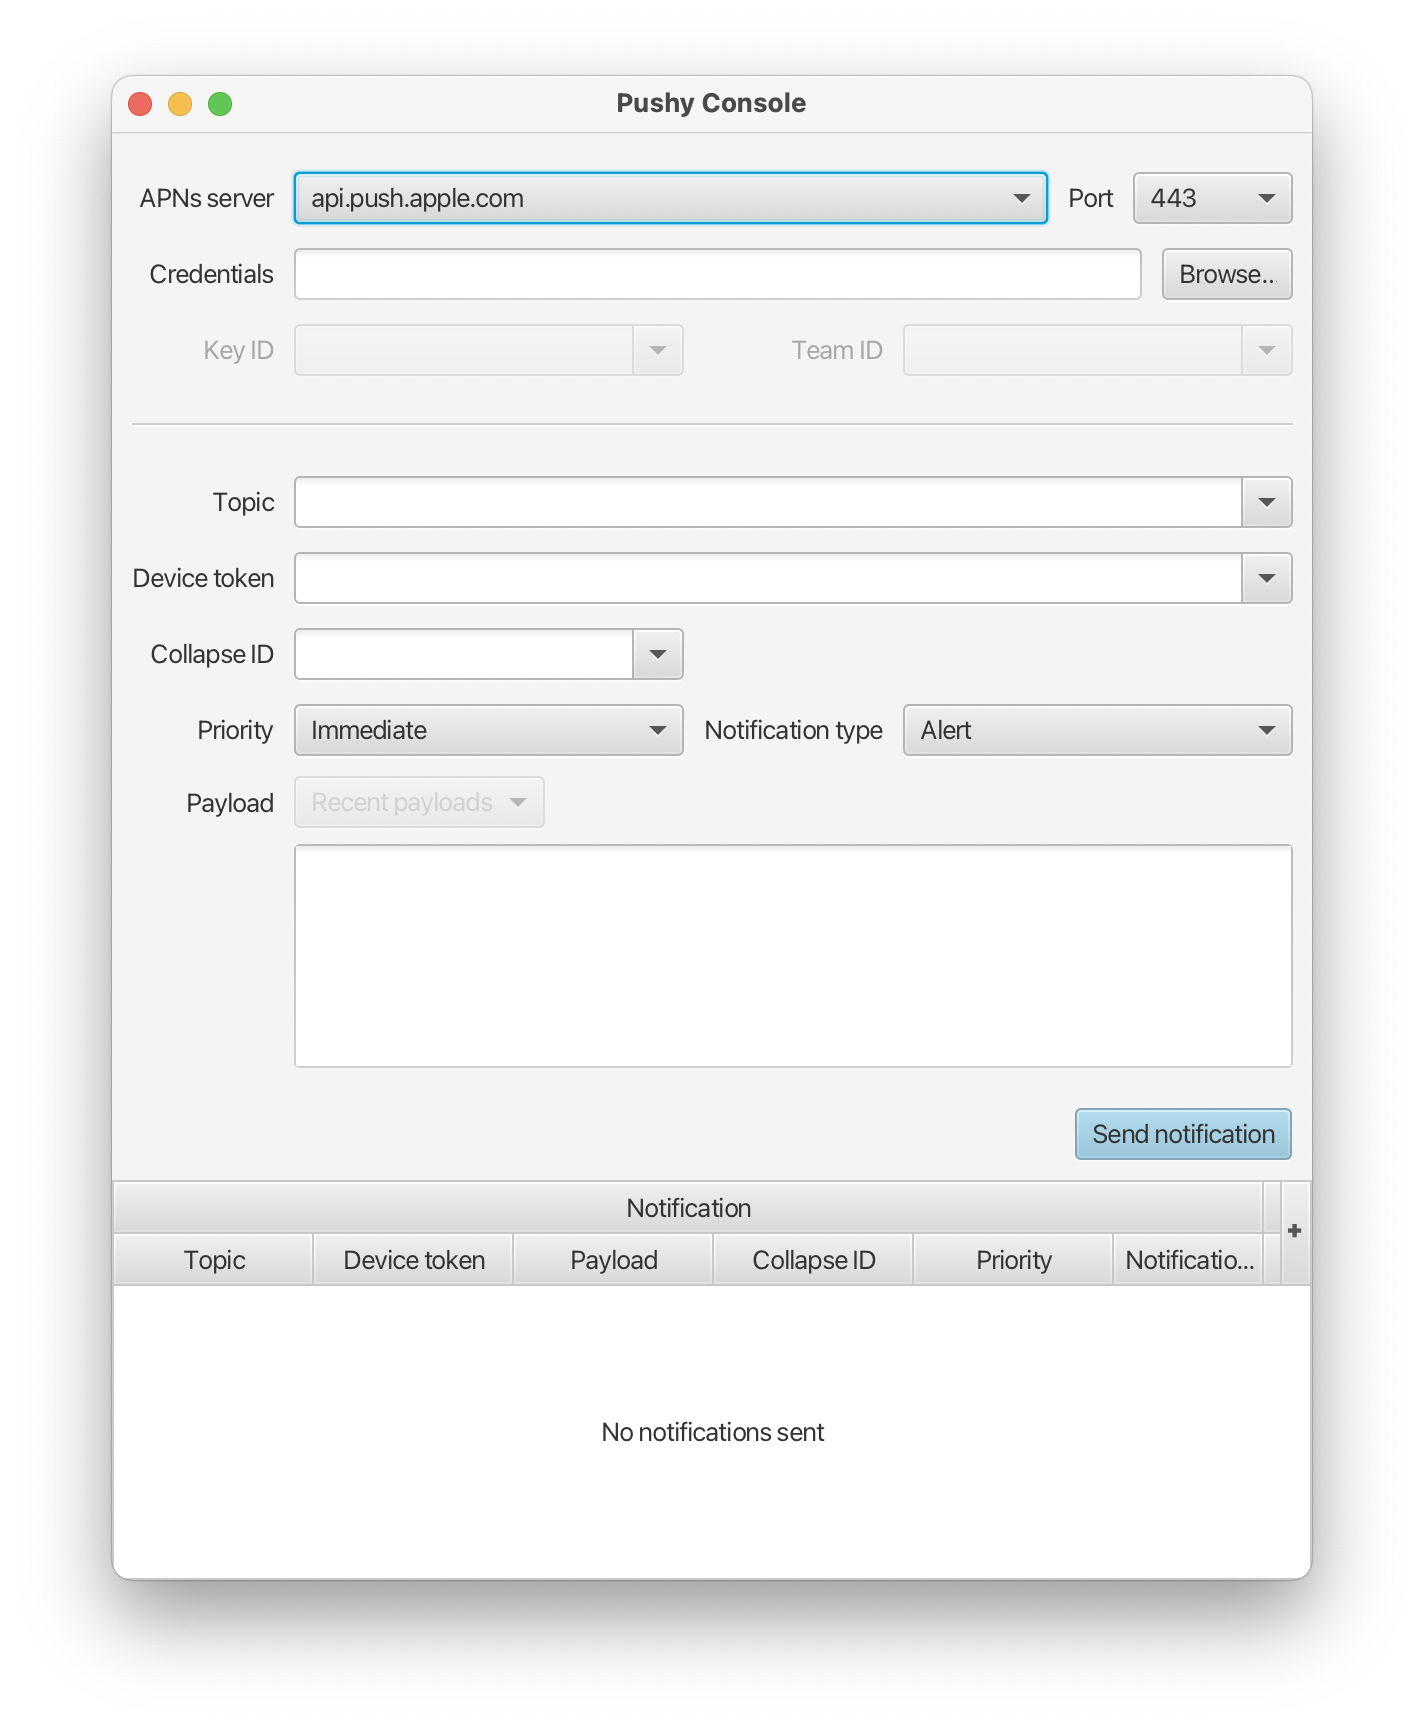 Pushy Console
APNs server api.push.apple.com Port 443
Credentials Browse...
Key ID Team ID
Topic
Device token
Collapse ID
Priority Immediate Notification type Alert
Payload Recent payloads
Send notification
Notification +
Topic Device token Payload Collapse ID Priority Notificatio...
No notifications sent